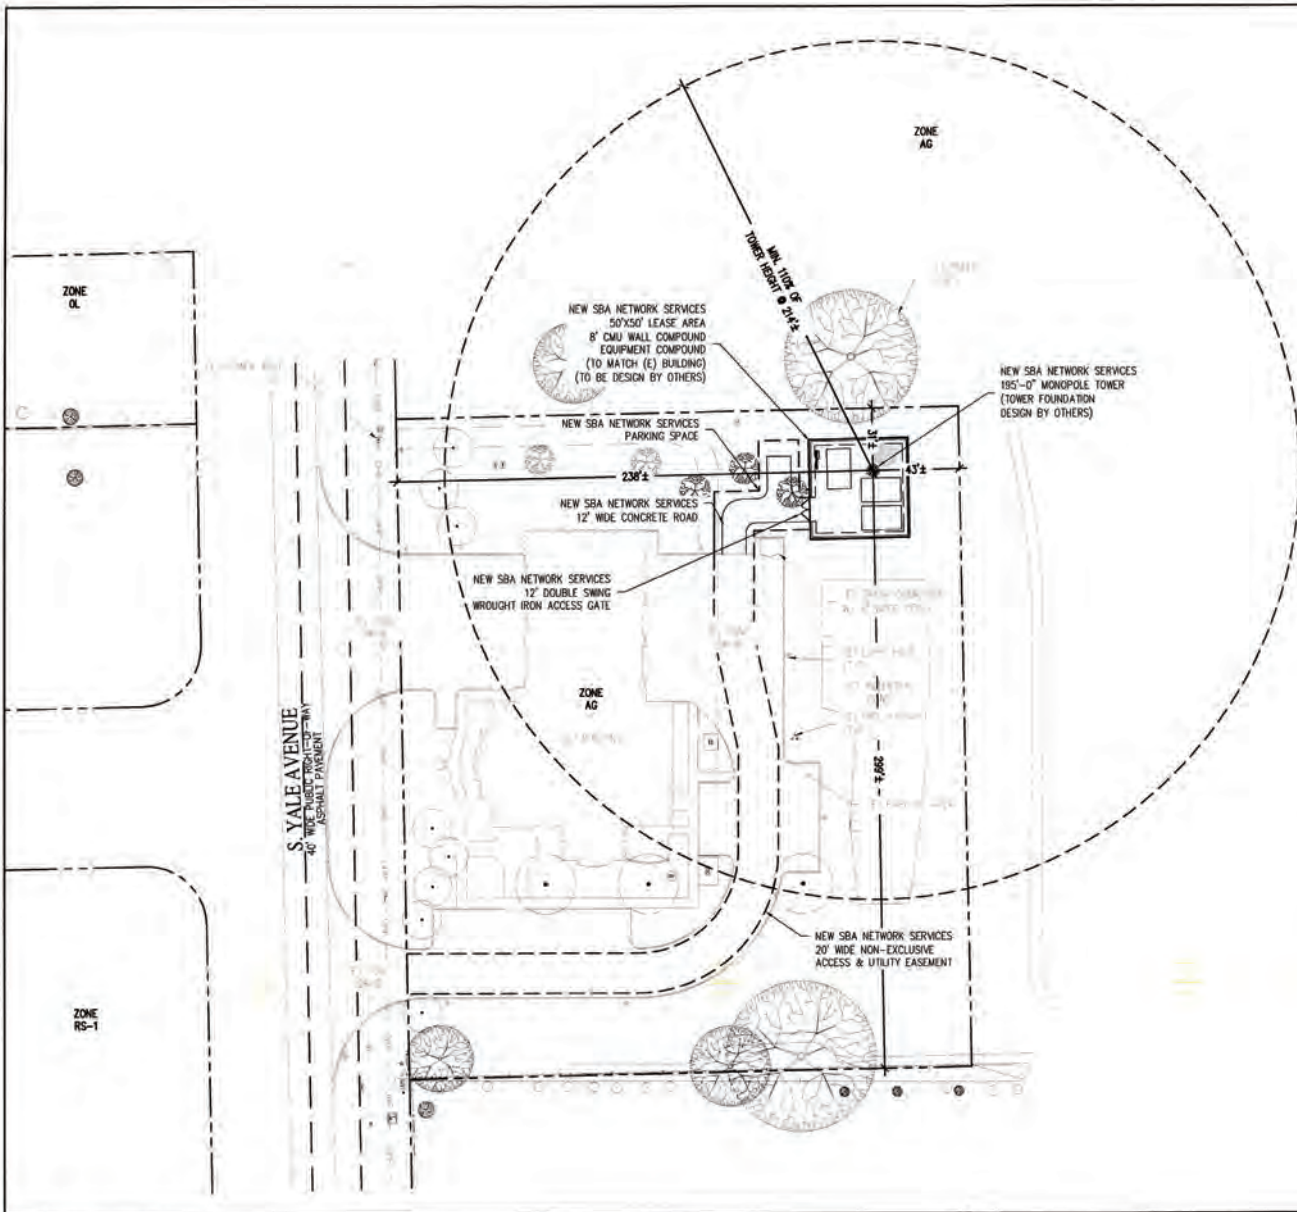 ZONE
AG
MIN. 110% OF
TOWER HEIGHT @ 214'±
ZONE
OL
NEW SBA NETWORK SERVICES
50'X50' LEASE AREA
8' CMU WALL COMPOUND
EQUIPMENT COMPOUND
(TO MATCH (E) BUILDING)
(TO BE DESIGN BY OTHERS)
NEW SBA NETWORK SERVICES
195'-0" MONOPOLE TOWER
(TOWER FOUNDATION
DESIGN BY OTHERS)
NEW SBA NETWORK SERVICES
PARKING SPACE
31'±
238'±
43'±
NEW SBA NETWORK SERVICES
12' WIDE CONCRETE ROAD
NEW SBA NETWORK SERVICES
12' DOUBLE SWING
WROUGHT IRON ACCESS GATE
ZONE
AG
S. YALE AVENUE
40' WIDE PUBLIC RIGHT-OF-WAY
ASPHALT PAVEMENT
299'±
NEW SBA NETWORK SERVICES
20' WIDE NON-EXCLUSIVE
ACCESS & UTILITY EASEMENT
ZONE
RS-1